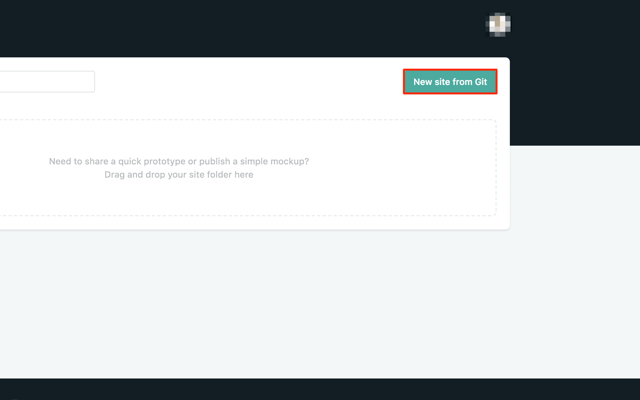 New site from Git
Need to share a quick prototype or publish a simple mockup?
Drag and drop your site folder here